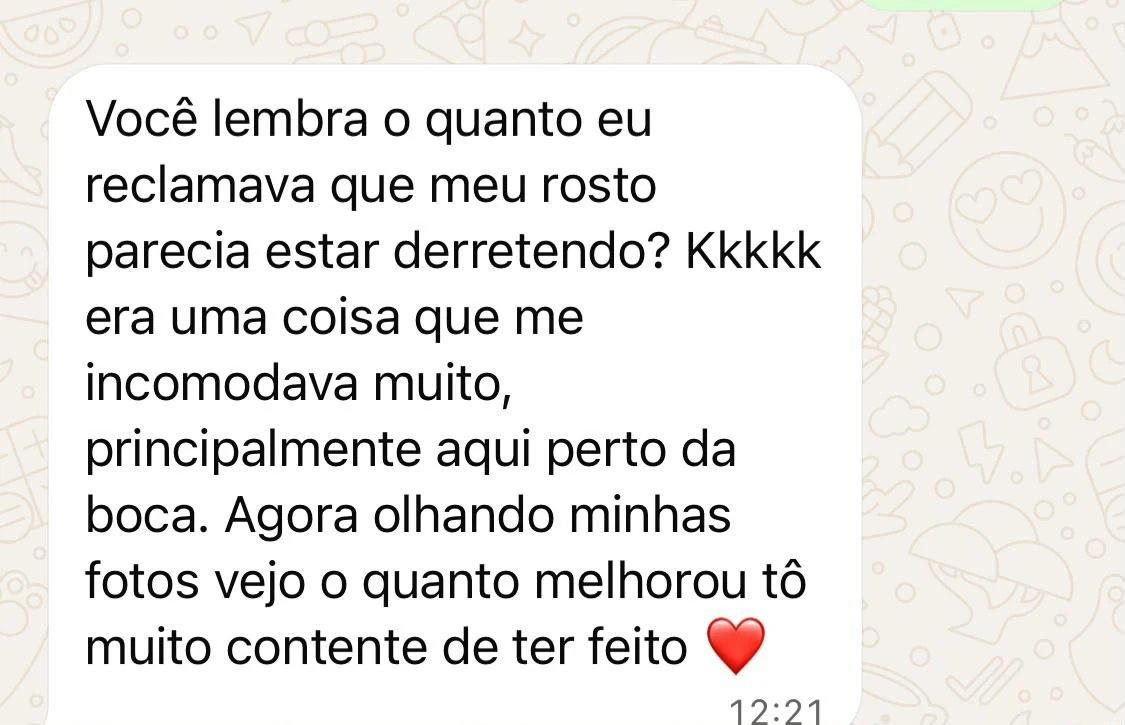 Você lembra o quanto eu
reclamava que meu rosto
parecia estar derretendo? Kkkkk
era uma coisa que me
incomodava muito,
principalmente aqui perto da
boca. Agora olhando minhas
fotos vejo o quanto melhorou tô
muito contente de ter feito ❤️
12:21